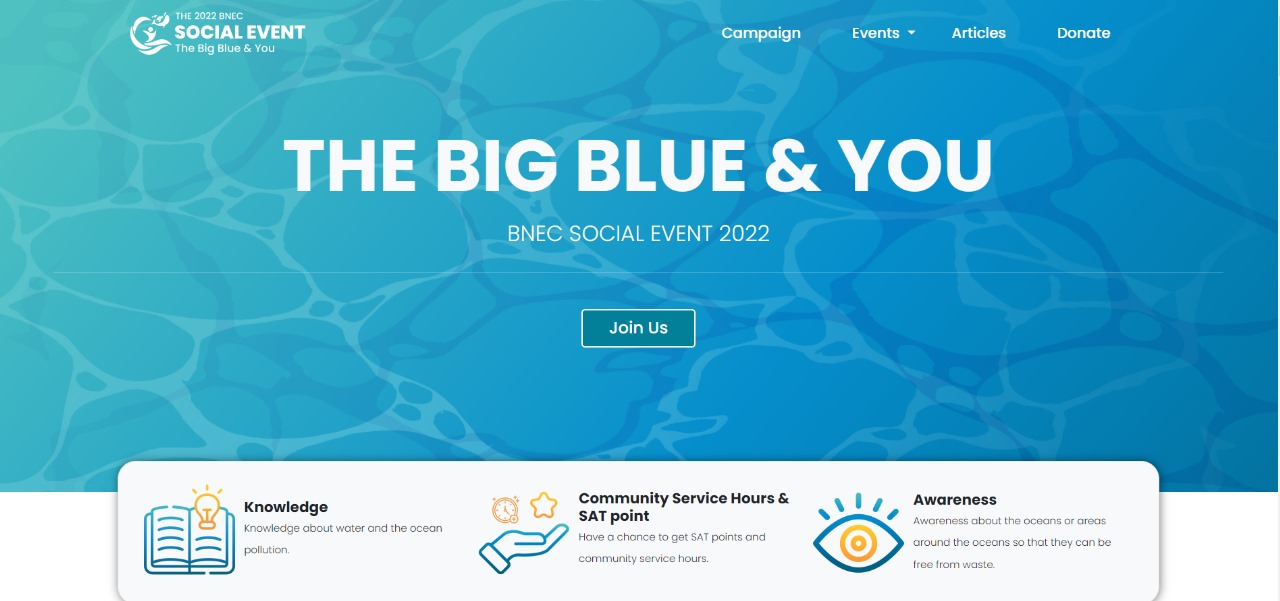 THE 2022 BNEC
SOCIAL EVENT
The Big Blue & You
Campaign
Events
Articles
Donate
THE BIG BLUE & YOU
BNEC SOCIAL EVENT 2022
Join Us
Knowledge
Knowledge about water and the ocean
pollution.
Community Service Hours &
SAT point
Have a chance to get SAT points and
community service hours.
Awareness
Awareness about the oceans or areas
around the oceans so that they can be
free from waste.